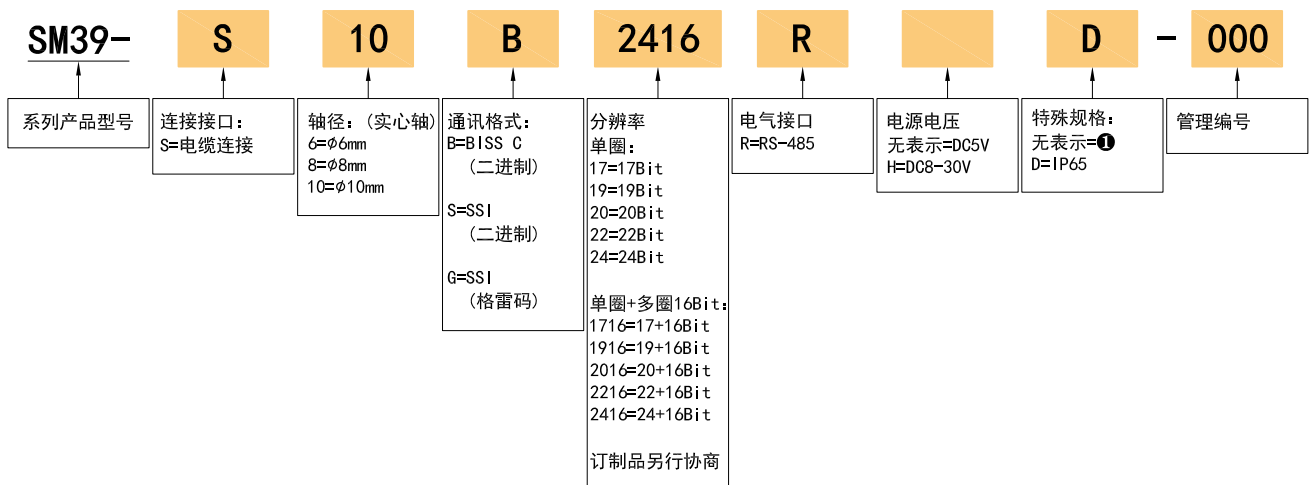 SM39- S 10 B 2416 R D - 000
系列产品型号
连接接口:
S=电缆连接
轴径:(实心轴)
6=φ6mm
8=φ8mm
10=φ10mm
通讯格式:
B=BISS C
(二进制)
S=SSI
(二进制)
G=SSI
(格雷码)
分辨率
单圈:
17=17Bit
19=19Bit
20=20Bit
22=22Bit
24=24Bit
单圈+多圈16Bit:
1716=17+16Bit
1916=19+16Bit
2016=20+16Bit
2216=22+16Bit
2416=24+16Bit
订制品另行协商
电气接口
R=RS-485
电源电压
无表示=DC5V
H=DC8-30V
特殊规格:
无表示=❶
D=IP65
管理编号